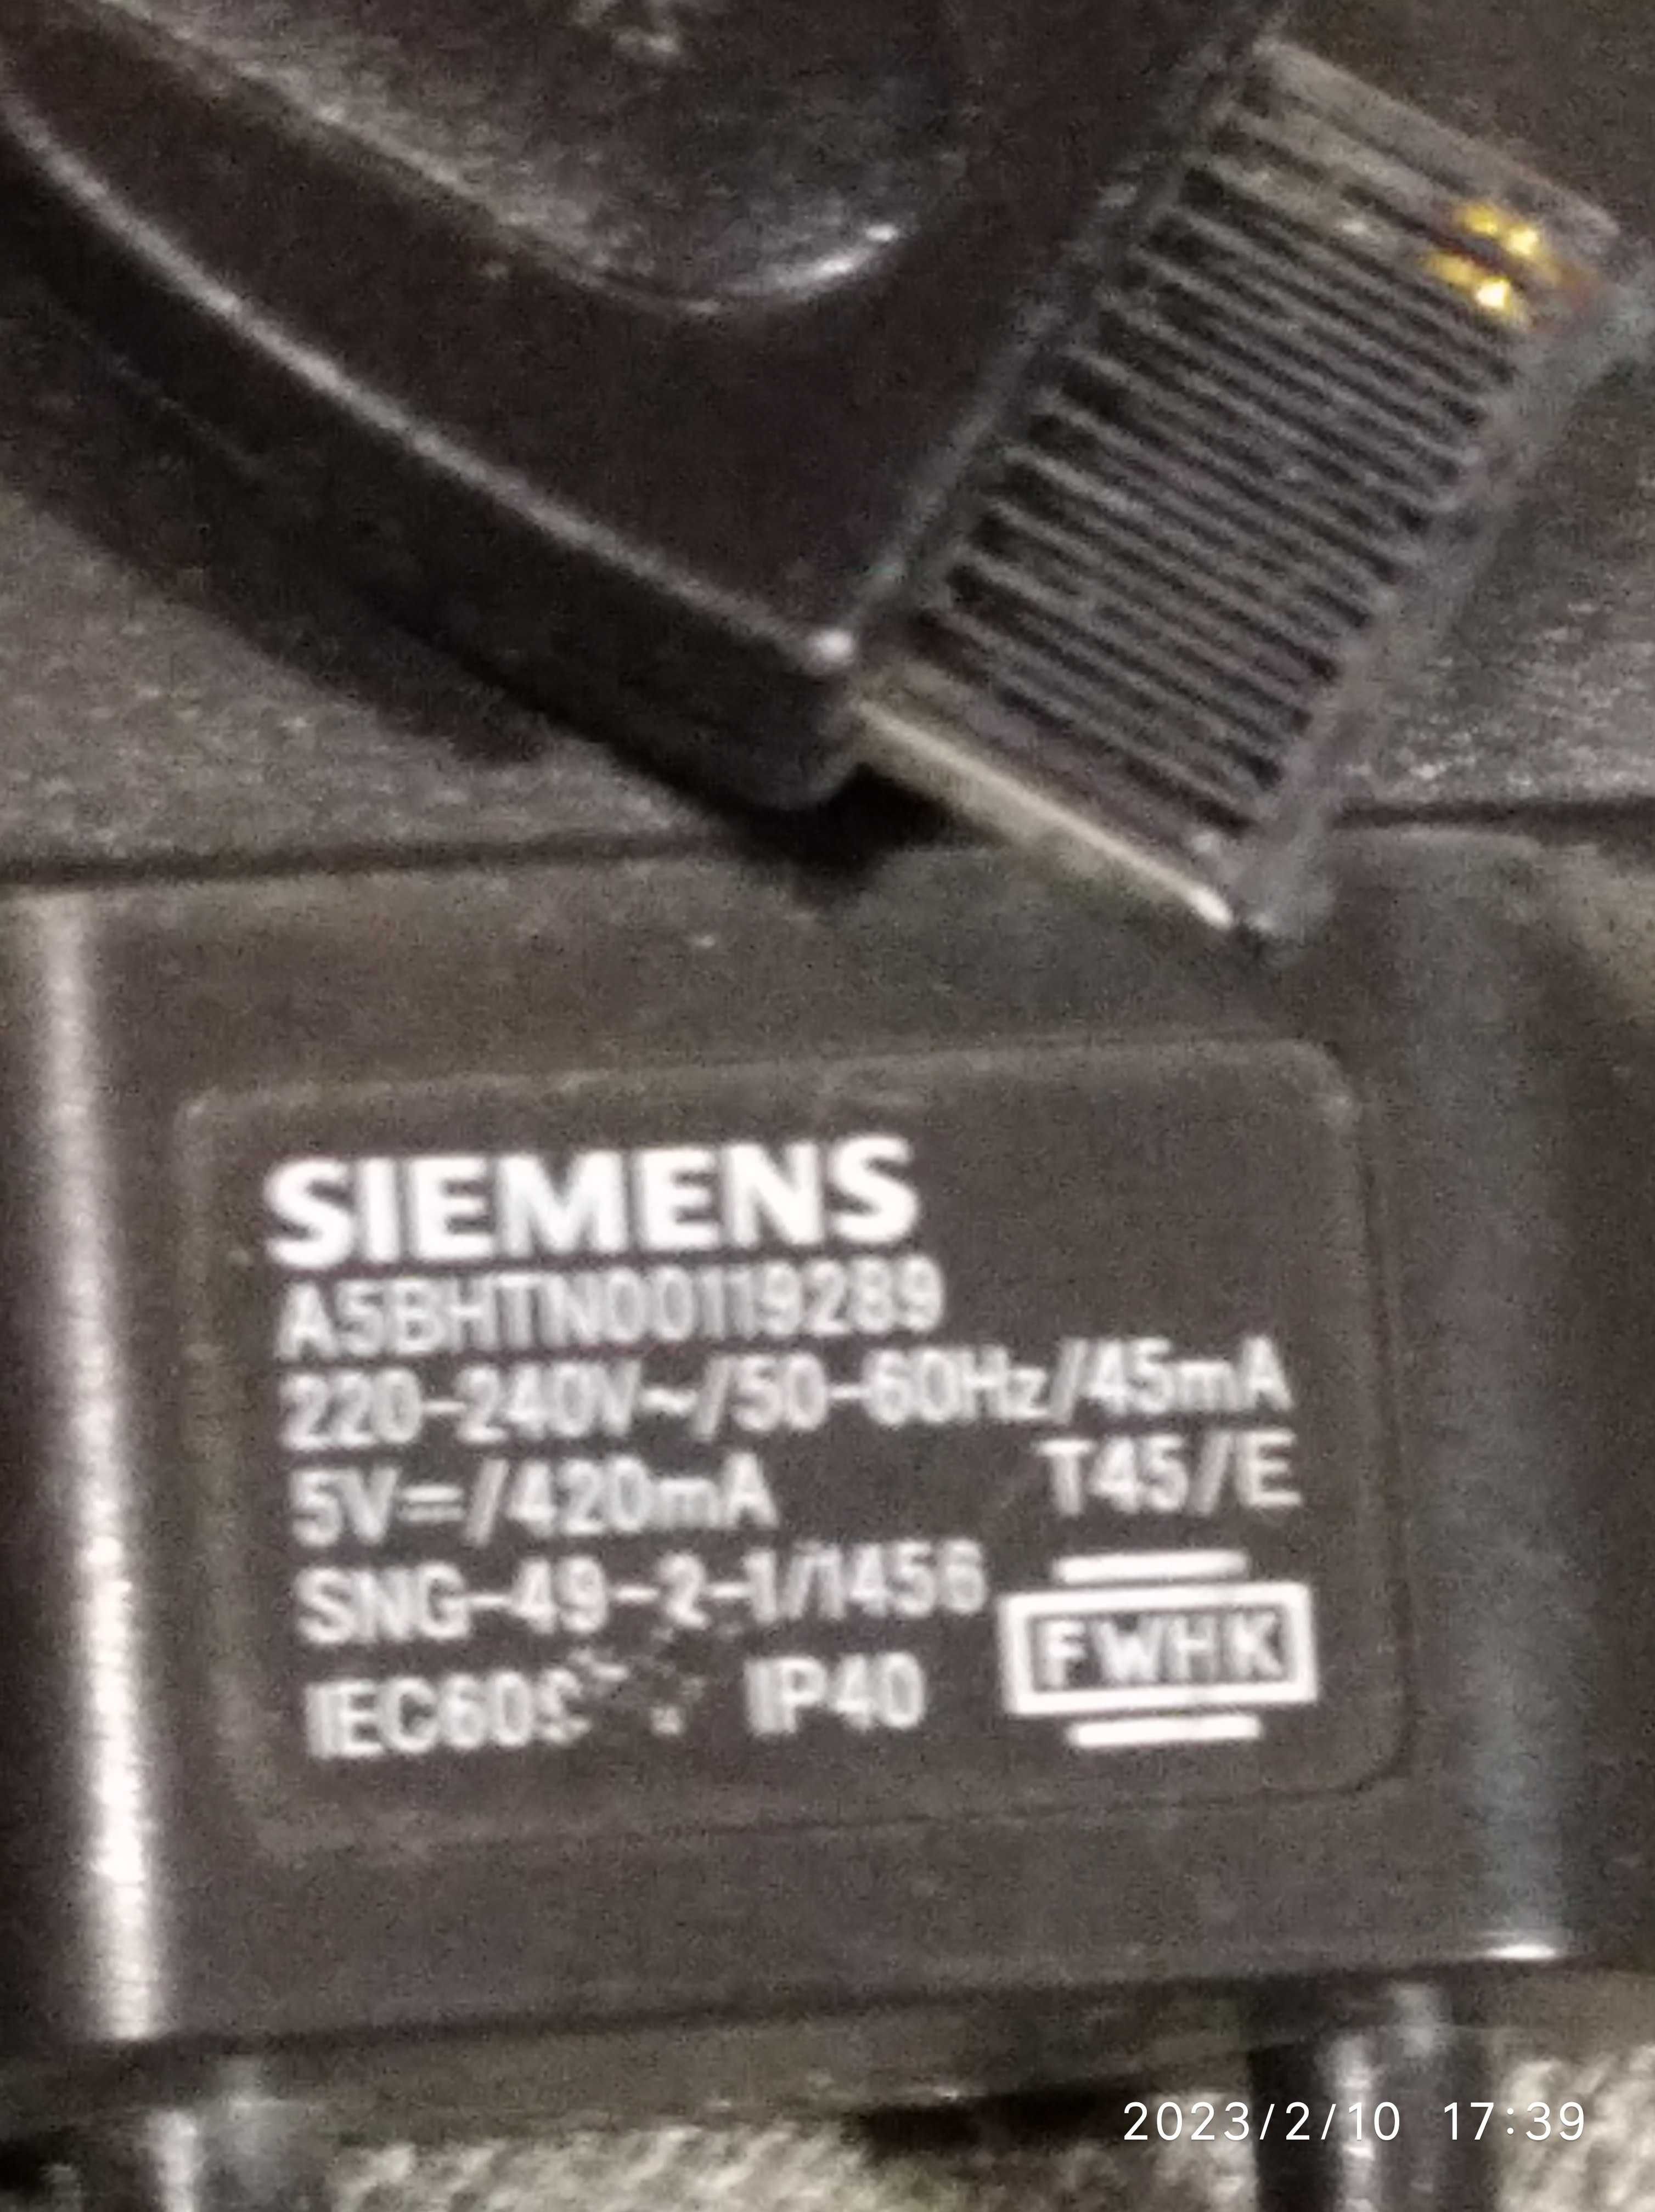 SIEMENS
A5BHTN00119289
220-240V~/50-60Hz/45mA
5V=/420mA T45/E
SNG-49-2-1/1456
IP40
FWHK
2023/2/10 17:39